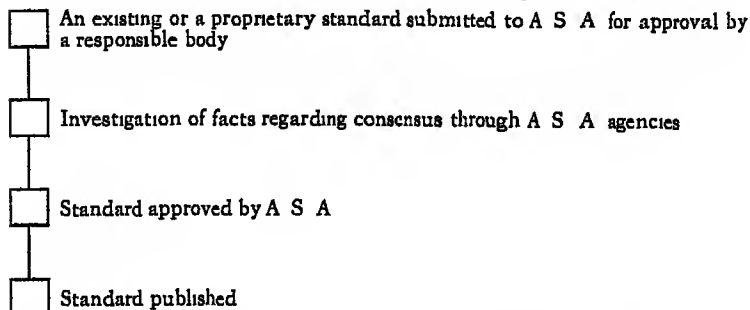 An existing or a proprietary standard submitted to A S A for approval by
a responsible body
Investigation of facts regarding consensus through A S A agencies
Standard approved by A S A
Standard published